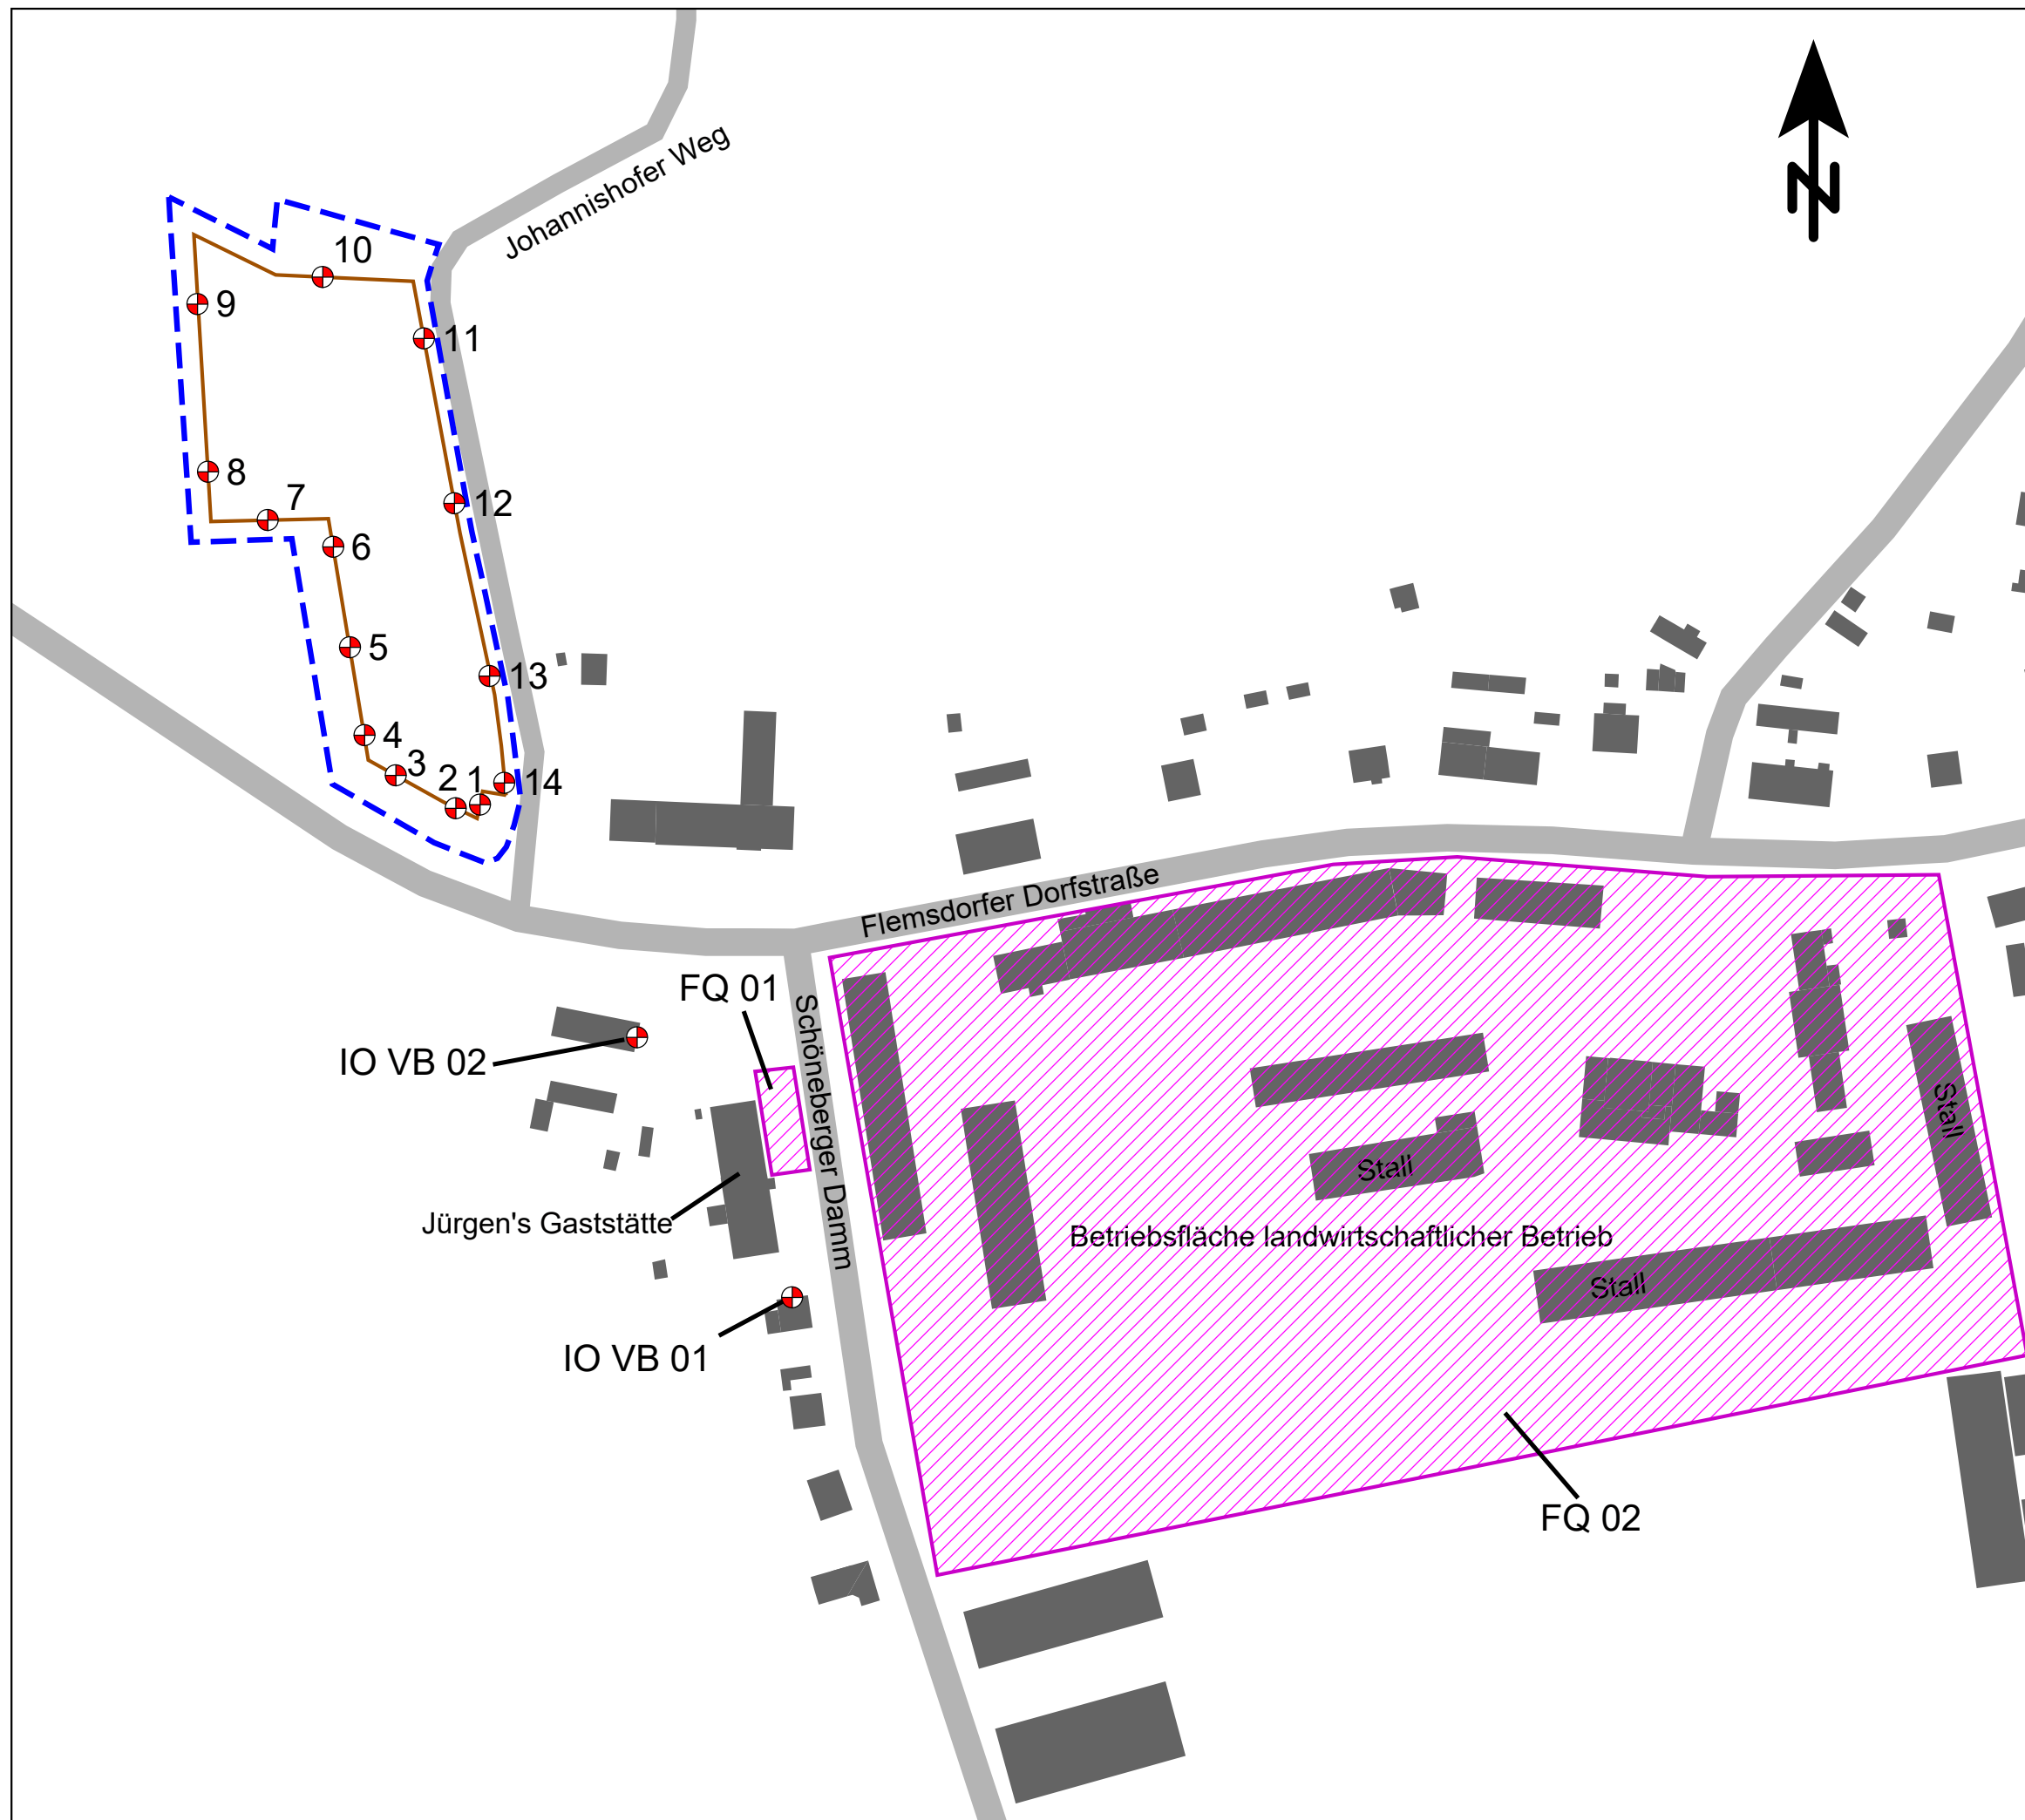 N
Johannishofer Weg
10
9
11
8
7
12
6
5
13
4
3
2
1
14
Flemsdorfer Dorfstraße
FQ 01
Schöneberger Damm
IO VB 02
Stall
Stall
Jürgen's Gaststätte
Betriebsfläche landwirtschaftlicher Betrieb
Stall
IO VB 01
FQ 02